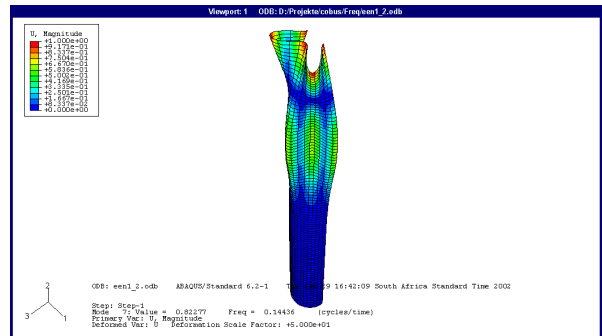 Viewport: 1 ODB: D:/Projekte/cobus/Freq/een1_2.odb
U, Magnitude
+1.000e+00
+9.171e-01
+8.337e-01
+7.504e-01
+6.670e-01
+5.836e-01
+5.002e-01
+4.169e-01
+3.335e-01
+2.501e-01
+1.667e-01
+8.337e-02
+0.000e+00
2
3
1
ODB: een1_2.odb ABAQUS/Standard 6.2-1 29 16:42:09 South Africa Standard Time 2002
Step: Step-1
Mode 7: Value = 0.82277 Freq = 0.14436 (cycles/time)
Primary Var: U, Magnitude
Deformed Var: U Deformation Scale Factor: +5.000e+01